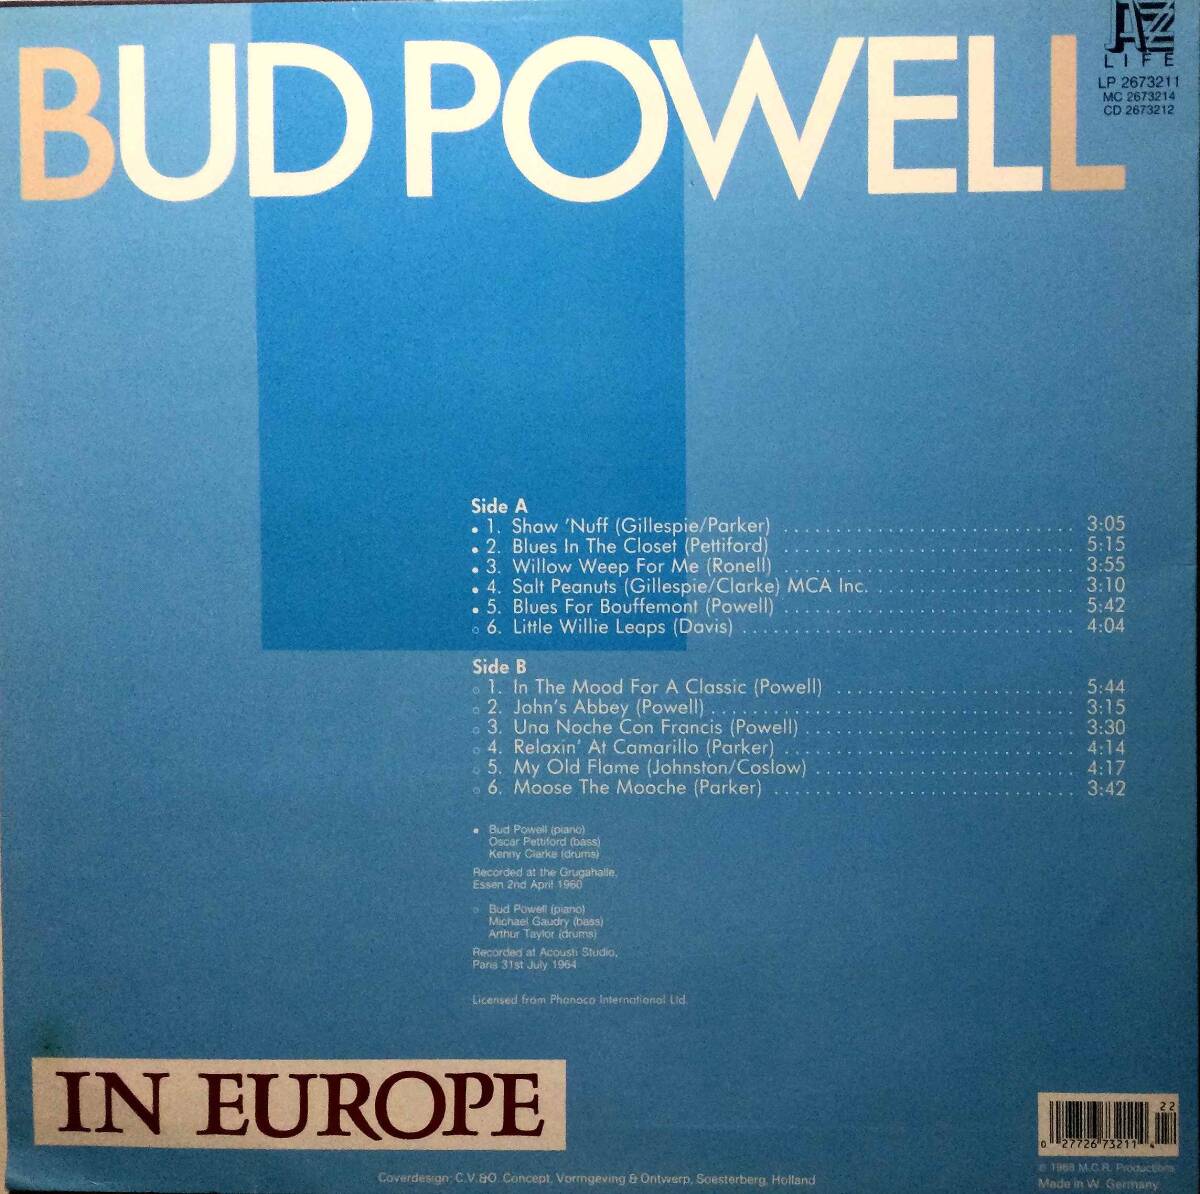 BUD POWELL
JAZZ
LIFE
LP 2673211
MC 2673214
CD 2673212
Side A
• 1. Shaw 'Nuff (Gillespie/Parker) ............................. 3:05
• 2. Blues In The Closet (Pettiford) ............................. 5:15
• 3. Willow Weep For Me (Ronell) ............................. 3:55
• 4. Salt Peanuts (Gillespie/Clarke) MCA Inc. .................... 3:10
• 5. Blues For Bouffemont (Powell) ............................. 5:42
○ 6. Little Willie Leaps (Davis) ................................. 4:04
Side B
○ 1. In The Mood For A Classic (Powell) ........................ 5:44
○ 2. John's Abbey (Powell) .................................... 3:15
○ 3. Una Noche Con Francis (Powell) ........................... 3:30
○ 4. Relaxin' At Camarillo (Parker) ............................. 4:14
○ 5. My Old Flame (Johnston/Coslow) .......................... 4:17
○ 6. Moose The Mooche (Parker) .............................. 3:42
• Bud Powell (piano)
Oscar Pettiford (bass)
Kenny Clarke (drums)
Recorded at the Grugahalle,
Essen 2nd April 1960
○ Bud Powell (piano)
Michael Gaudry (bass)
Arthur Taylor (drums)
Recorded at Acousti Studio,
Paris 31st July 1964
Licensed from Phonoco International Ltd.
IN EUROPE
22
0 27726 73211 4
℗ 1988 M.C.R. Productions
Made in W. Germany
Coverdesign: C.V.&O. Concept, Vormgeving & Ontwerp, Soesterberg, Holland